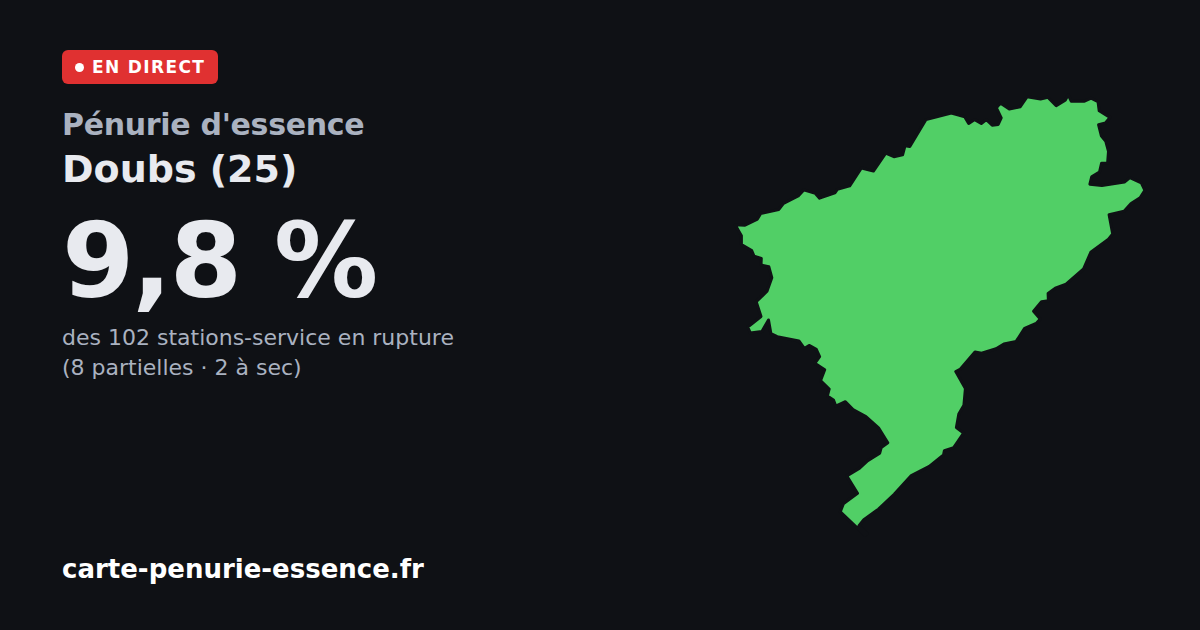 EN DIRECT
Pénurie d'essence
Doubs (25)
9,8 %
des 102 stations-service en rupture
(8 partielles · 2 à sec)
carte-penurie-essence.fr